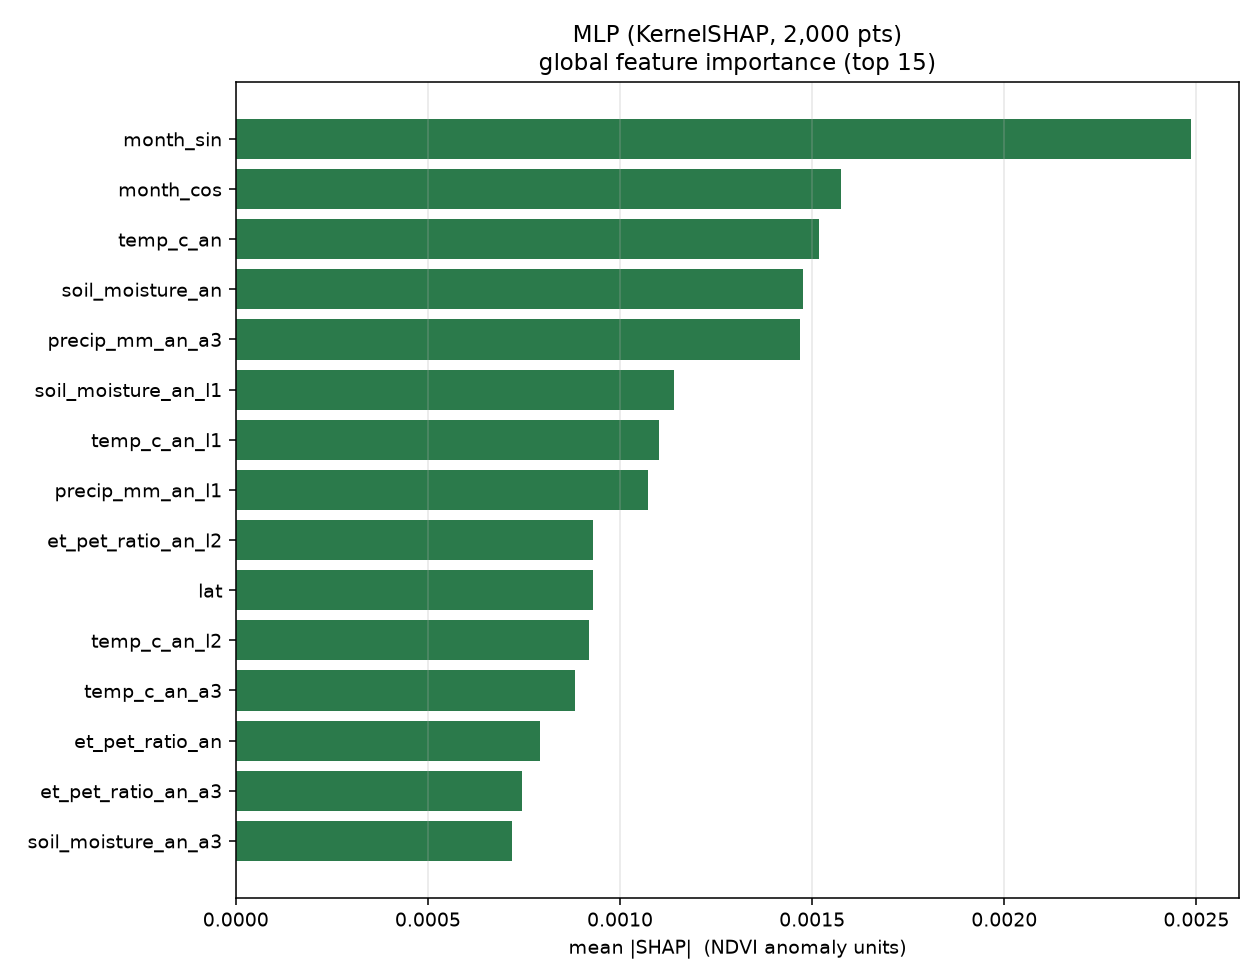 MLP (KernelSHAP, 2,000 pts)
global feature importance (top 15)
month_sin
month_cos
temp_c_an
soil_moisture_an
precip_mm_an_a3
soil_moisture_an_l1
temp_c_an_l1
precip_mm_an_l1
et_pet_ratio_an_l2
lat
temp_c_an_l2
temp_c_an_a3
et_pet_ratio_an
et_pet_ratio_an_a3
soil_moisture_an_a3
0.0000 0.0005 0.0010 0.0015 0.0020 0.0025
mean |SHAP| (NDVI anomaly units)